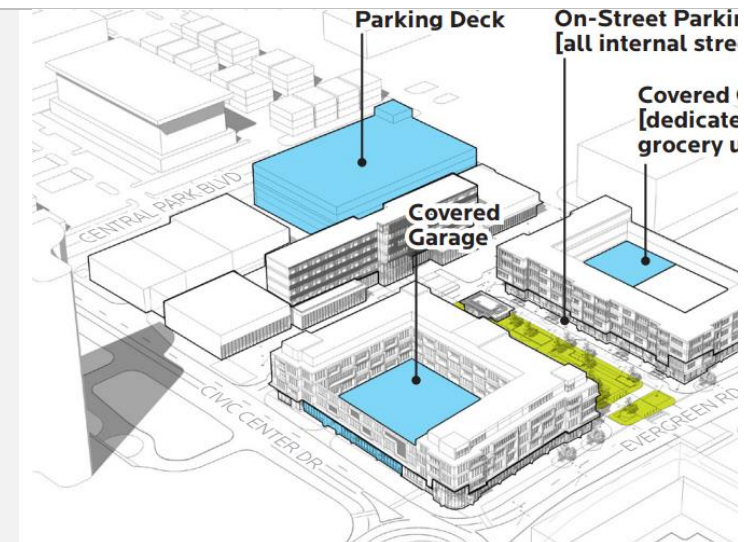 Parking Deck
On-Street Parkin
[all internal stree
Covered
[dedicate
grocery u
CENTRAL PARK BLVD
Covered
Garage
CIVIC CENTER DR
EVERGREEN RD